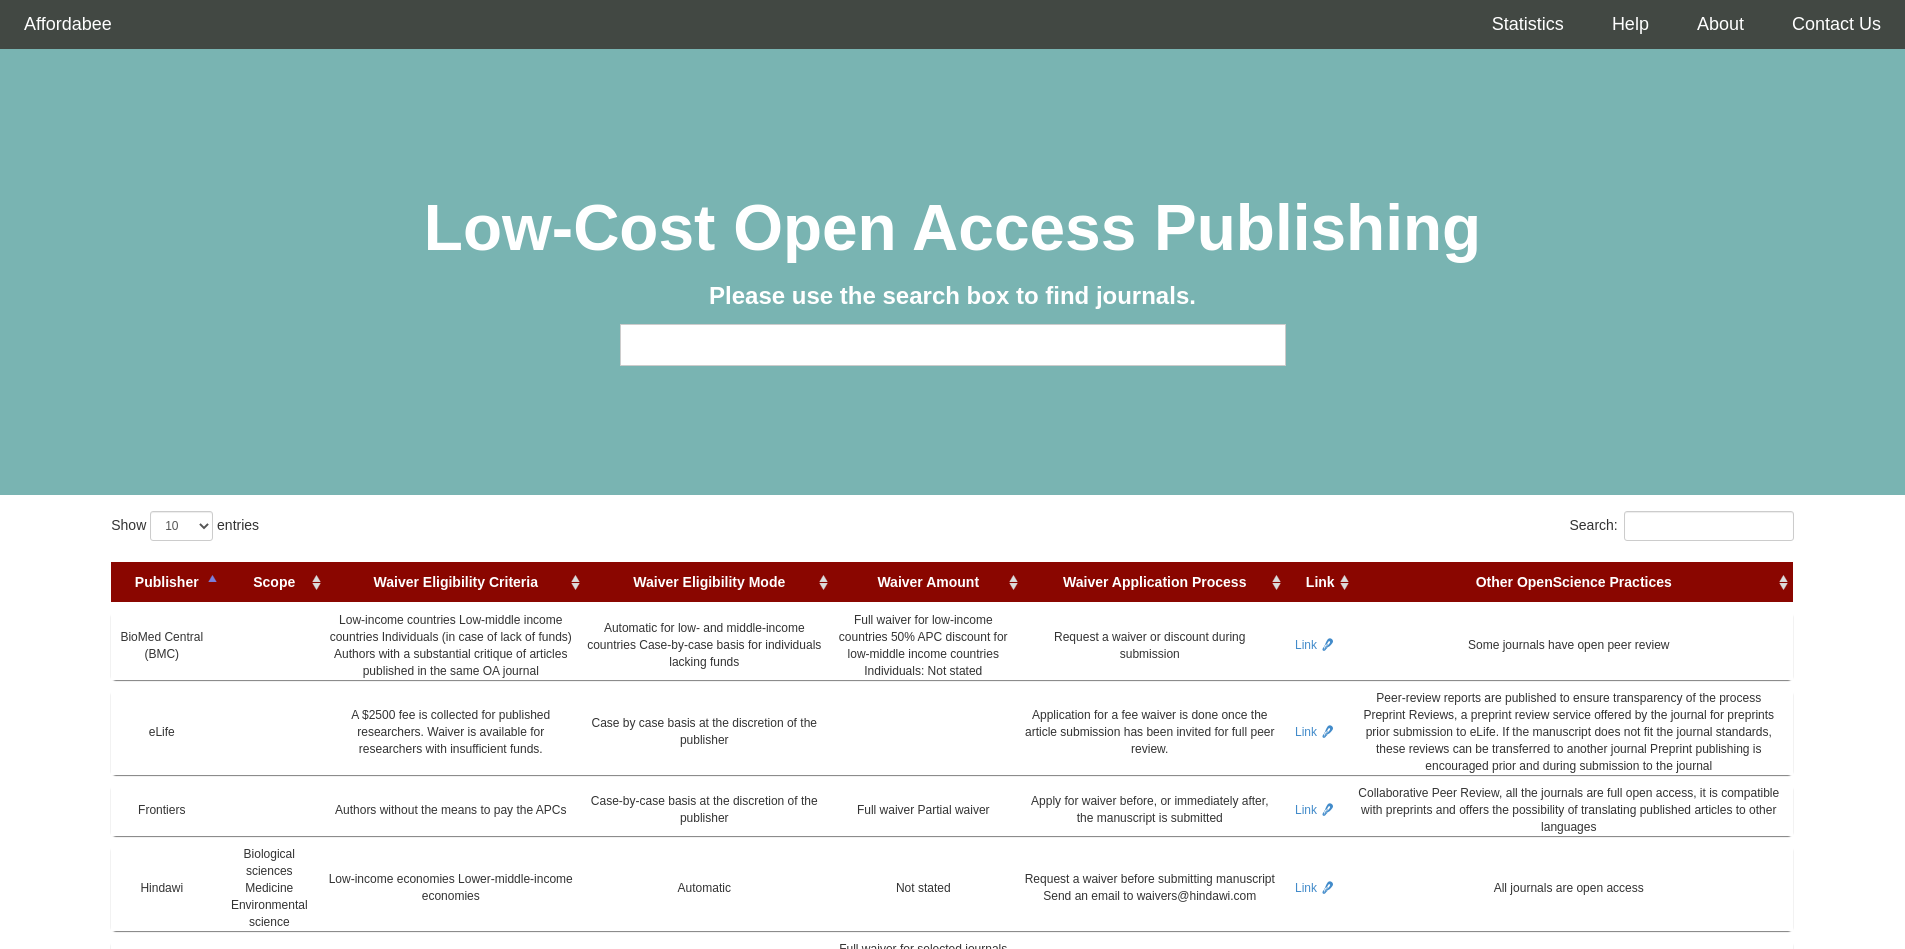 Affordabee
Statistics
Help
About
Contact Us
Low-Cost Open Access Publishing
Please use the search box to find journals.
Show 10 entries
Search:
Publisher
Scope
Waiver Eligibility Criteria
Waiver Eligibility Mode
Waiver Amount
Waiver Application Process
Link
Other OpenScience Practices
BioMed Central
(BMC)
Low-income countries Low-middle income
countries Individuals (in case of lack of funds)
Authors with a substantial critique of articles
published in the same OA journal
Automatic for low- and middle-income
countries Case-by-case basis for individuals
lacking funds
Full waiver for low-income
countries 50% APC discount for
low-middle income countries
Individuals: Not stated
Request a waiver or discount during
submission
Link
Some journals have open peer review
eLife
A $2500 fee is collected for published
researchers. Waiver is available for
researchers with insufficient funds.
Case by case basis at the discretion of the
publisher
Application for a fee waiver is done once the
article submission has been invited for full peer
review.
Link
Peer-review reports are published to ensure transparency of the process
Preprint Reviews, a preprint review service offered by the journal for preprints
prior submission to eLife. If the manuscript does not fit the journal standards,
these reviews can be transferred to another journal Preprint publishing is
encouraged prior and during submission to the journal
Frontiers
Authors without the means to pay the APCs
Case-by-case basis at the discretion of the
publisher
Full waiver Partial waiver
Apply for waiver before, or immediately after,
the manuscript is submitted
Link
Collaborative Peer Review, all the journals are full open access, it is compatible
with preprints and offers the possibility of translating published articles to other
languages
Hindawi
Biological
sciences
Medicine
Environmental
science
Low-income economies Lower-middle-income
economies
Automatic
Not stated
Request a waiver before submitting manuscript
Send an email to waivers@hindawi.com
Link
All journals are open access
Full waiver for selected journals